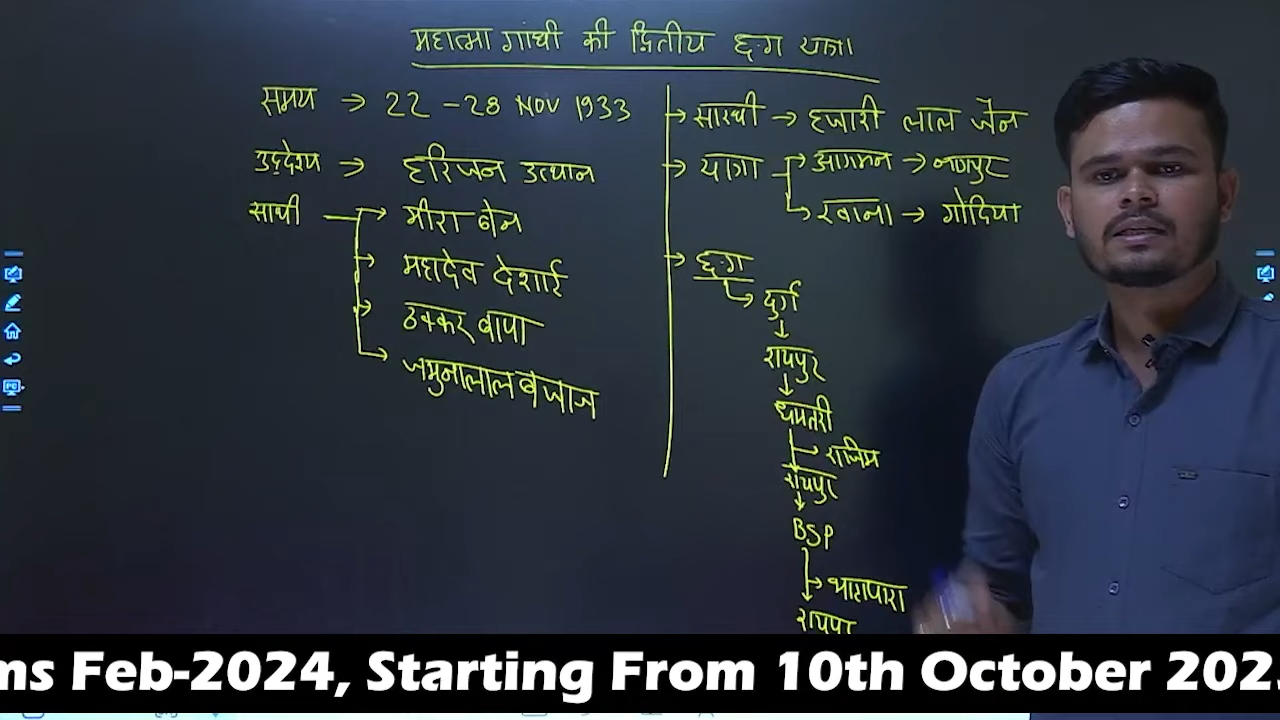 महात्मा गांधी की द्वितीय छ.ग यात्रा
समय → 22 - 28 NOV 1933
उद्देश्य → हरिजन उत्थान
साथी → मीरा बेन
→ महादेव देसाई
→ ठक्कर बापा
→ जमुनालाल बजाज
→ सारथी → हजारी लाल जैन
→ यात्रा → आगमन → नागपुर
→ रवाना → गोंदिया
→ छ.ग
→ दुर्ग
↓
रायपुर
↓
धमतरी
→ राजिम
रायपुर
↓
BSP
→ भाटापारा
रायपुर
ms Feb-2024, Starting From 10th October 202